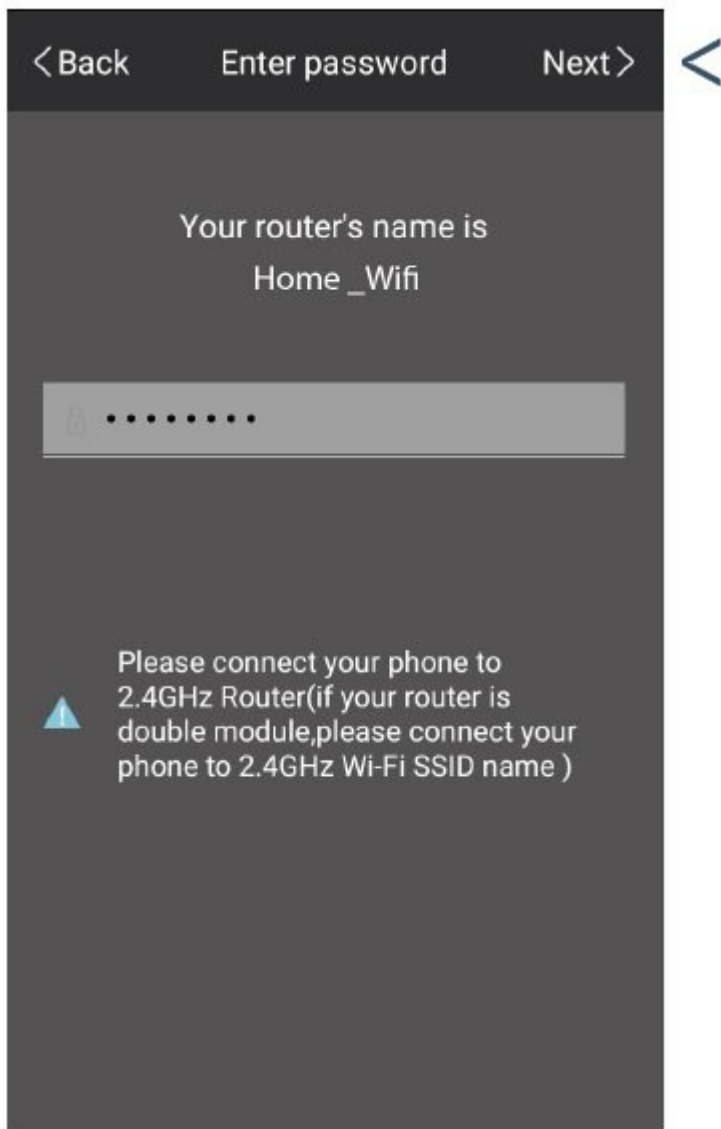 <Back Enter password Next>
Your router's name is
Home _Wifi
••••••••
Please connect your phone to
2.4GHz Router(if your router is
double module,please connect your
phone to 2.4GHz Wi-Fi SSID name )